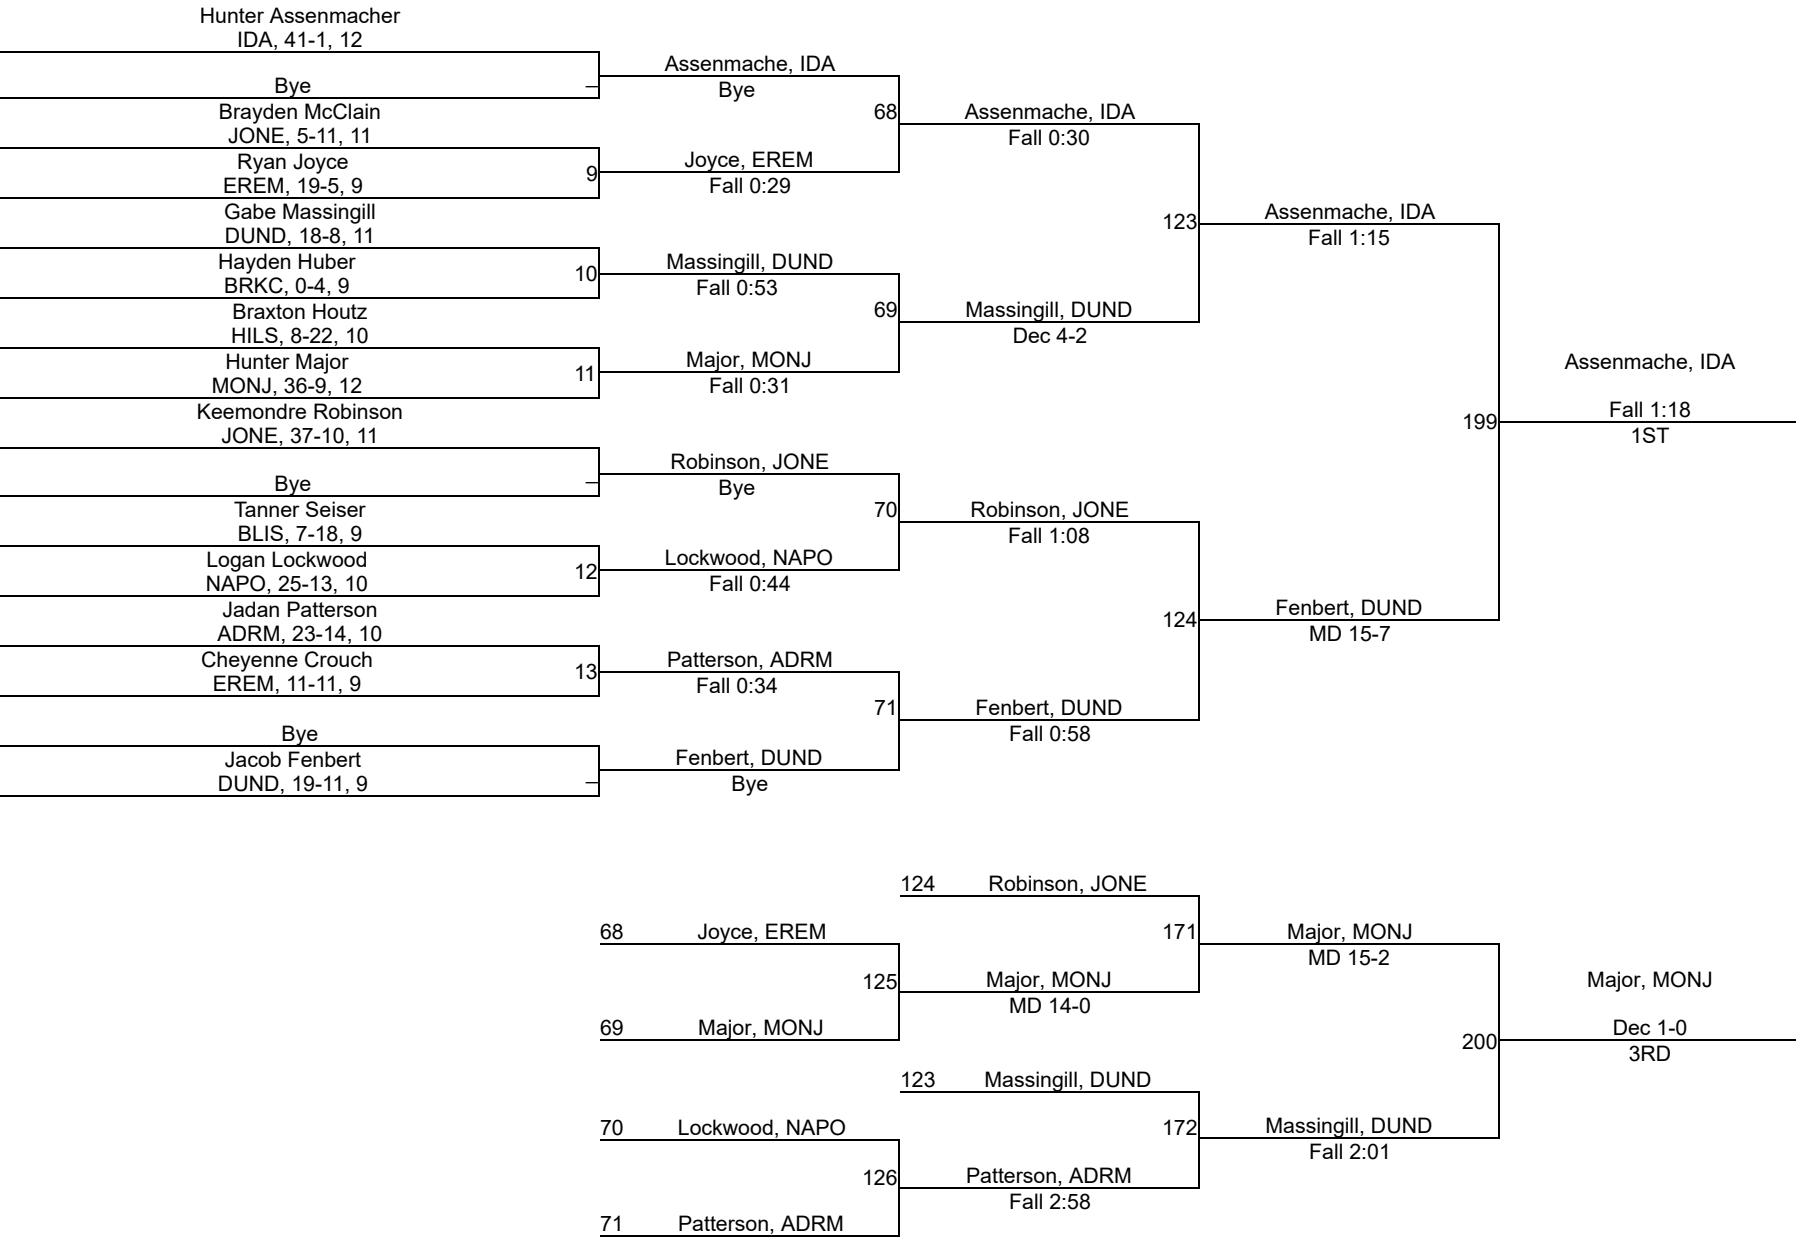 Hunter Assenmacher
IDA, 41-1, 12
Bye
–
Brayden McClain
JONE, 5-11, 11
Ryan Joyce
EREM, 19-5, 9
9
Gabe Massingill
DUND, 18-8, 11
Hayden Huber
BRKC, 0-4, 9
10
Braxton Houtz
HILS, 8-22, 10
Hunter Major
MONJ, 36-9, 12
11
Keemondre Robinson
JONE, 37-10, 11
Bye
–
Tanner Seiser
BLIS, 7-18, 9
Logan Lockwood
NAPO, 25-13, 10
12
Jadan Patterson
ADRM, 23-14, 10
Cheyenne Crouch
EREM, 11-11, 9
13
Bye
Jacob Fenbert
DUND, 19-11, 9
–
Assenmache, IDA
Bye
68
Joyce, EREM
Fall 0:29
Massingill, DUND
Fall 0:53
69
Major, MONJ
Fall 0:31
Robinson, JONE
Bye
70
Lockwood, NAPO
Fall 0:44
Patterson, ADRM
Fall 0:34
71
Fenbert, DUND
Bye
Assenmache, IDA
Fall 0:30
123
Massingill, DUND
Dec 4-2
Robinson, JONE
Fall 1:08
124
Fenbert, DUND
Fall 0:58
Assenmache, IDA
Fall 1:15
199
Fenbert, DUND
MD 15-7
Assenmache, IDA
Fall 1:18
1ST
124 Robinson, JONE
68 Joyce, EREM
171
Major, MONJ
MD 15-2
125
Major, MONJ
MD 14-0
69 Major, MONJ
Major, MONJ
Dec 1-0
3RD
200
123 Massingill, DUND
70 Lockwood, NAPO
172
Massingill, DUND
Fall 2:01
126
Patterson, ADRM
Fall 2:58
71 Patterson, ADRM